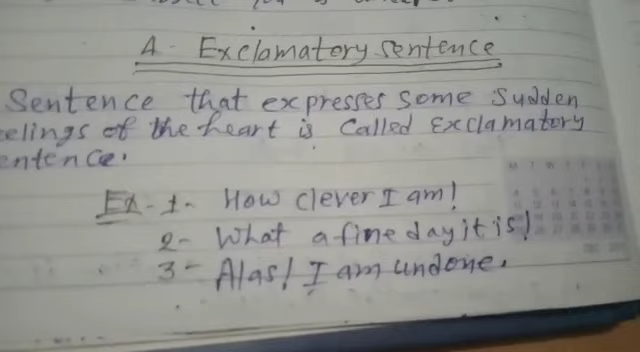 A - Exclamatory sentence
Sentence that expresses some sudden
eelings of the heart is called Exclamatory
entence.
Ex - 1 - How clever I am!
2 - What a fine day it is!
3 - Alas! I am undone.